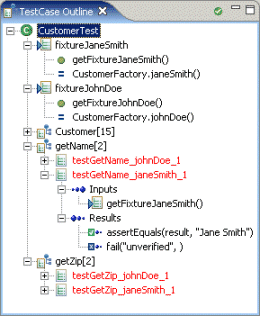 TestCase Outline
CustomerTest
fixtureJaneSmith
getFixtureJaneSmith()
CustomerFactory.janeSmith()
fixtureJohnDoe
getFixtureJohnDoe()
CustomerFactory.johnDoe()
Customer[15]
getName[2]
testGetName_johnDoe_1
testGetName_janeSmith_1
Inputs
getFixtureJaneSmith()
Results
assertEquals(result, "Jane Smith")
fail("unverified", )
getZip[2]
testGetZip_johnDoe_1
testGetZip_janeSmith_1